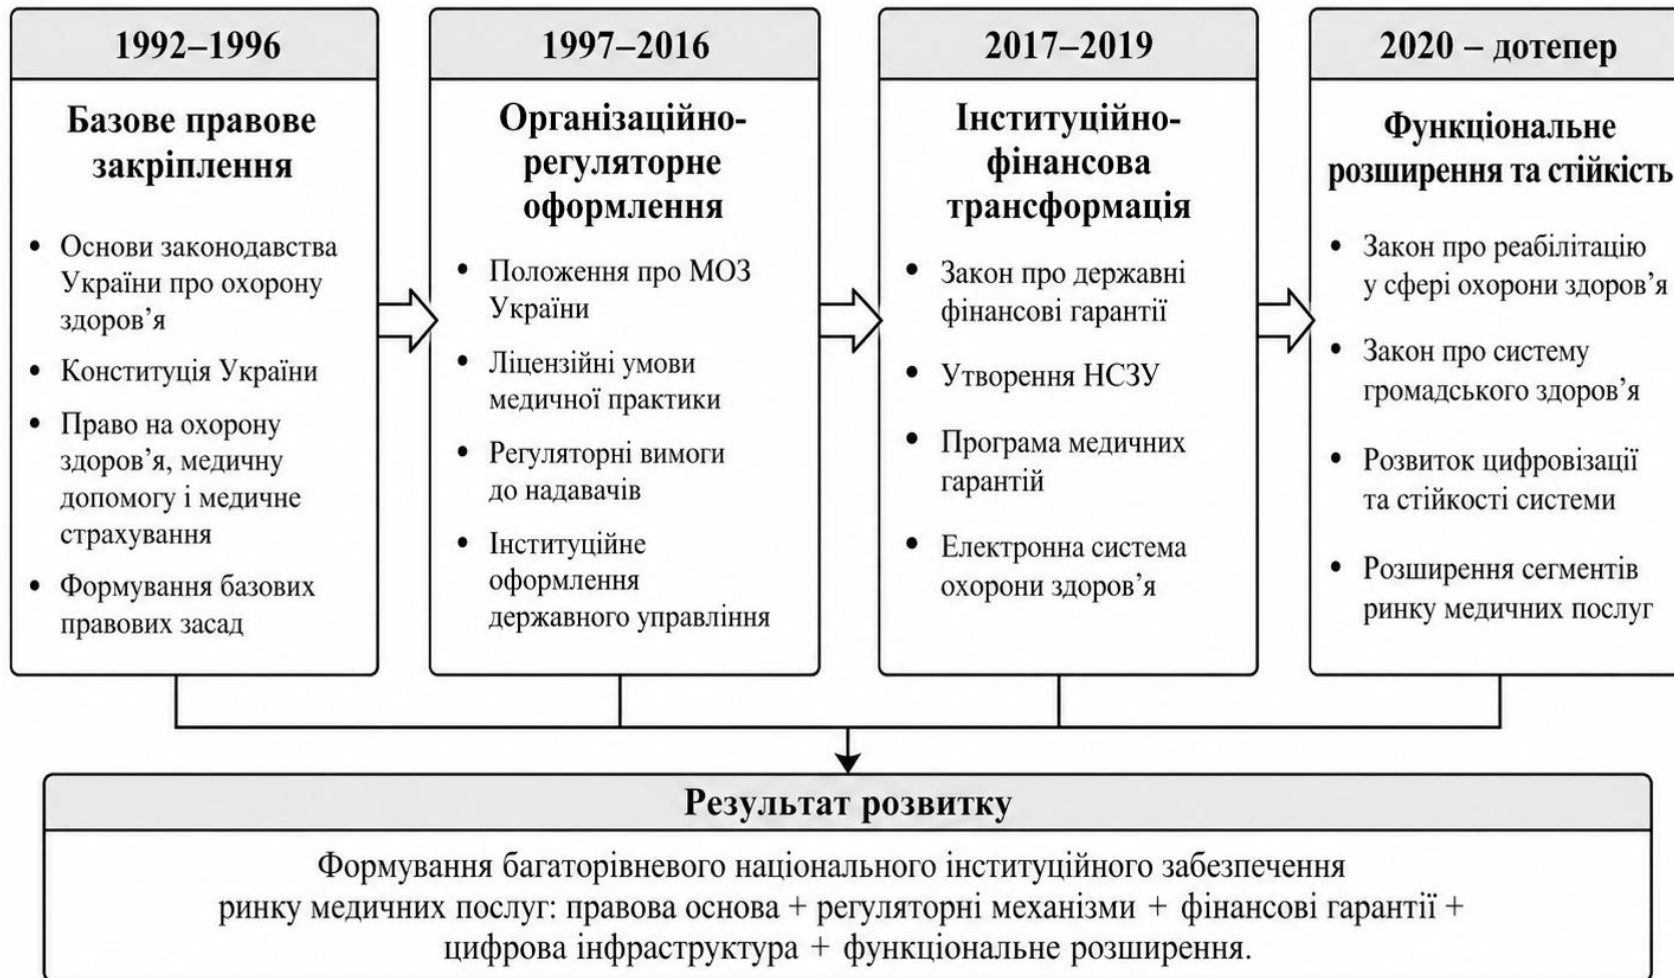 1992–1996
Базове правове
закріплення
• Основи законодавства
України про охорону
здоров’я
• Конституція України
• Право на охорону
здоров’я, медичну
допомогу і медичне
страхування
• Формування базових
правових засад
1997–2016
Організаційно-
регуляторне
оформлення
• Положення про МОЗ
України
• Ліцензійні умови
медичної практики
• Регуляторні вимоги
до надавачів
• Інституційне
оформлення
державного управління
2017–2019
Інституційно-
фінансова
трансформація
• Закон про державні
фінансові гарантії
• Утворення НСЗУ
• Програма медичних
гарантій
• Електронна система
охорони здоров’я
2020 – дотепер
Функціональне
розширення та стійкість
• Закон про реабілітацію
у сфері охорони здоров’я
• Закон про систему
громадського здоров’я
• Розвиток цифровізації
та стійкості системи
• Розширення сегментів
ринку медичних послуг
Результат розвитку
Формування багаторівневого національного інституційного забезпечення
ринку медичних послуг: правова основа + регуляторні механізми + фінансові гарантії +
цифрова інфраструктура + функціональне розширення.